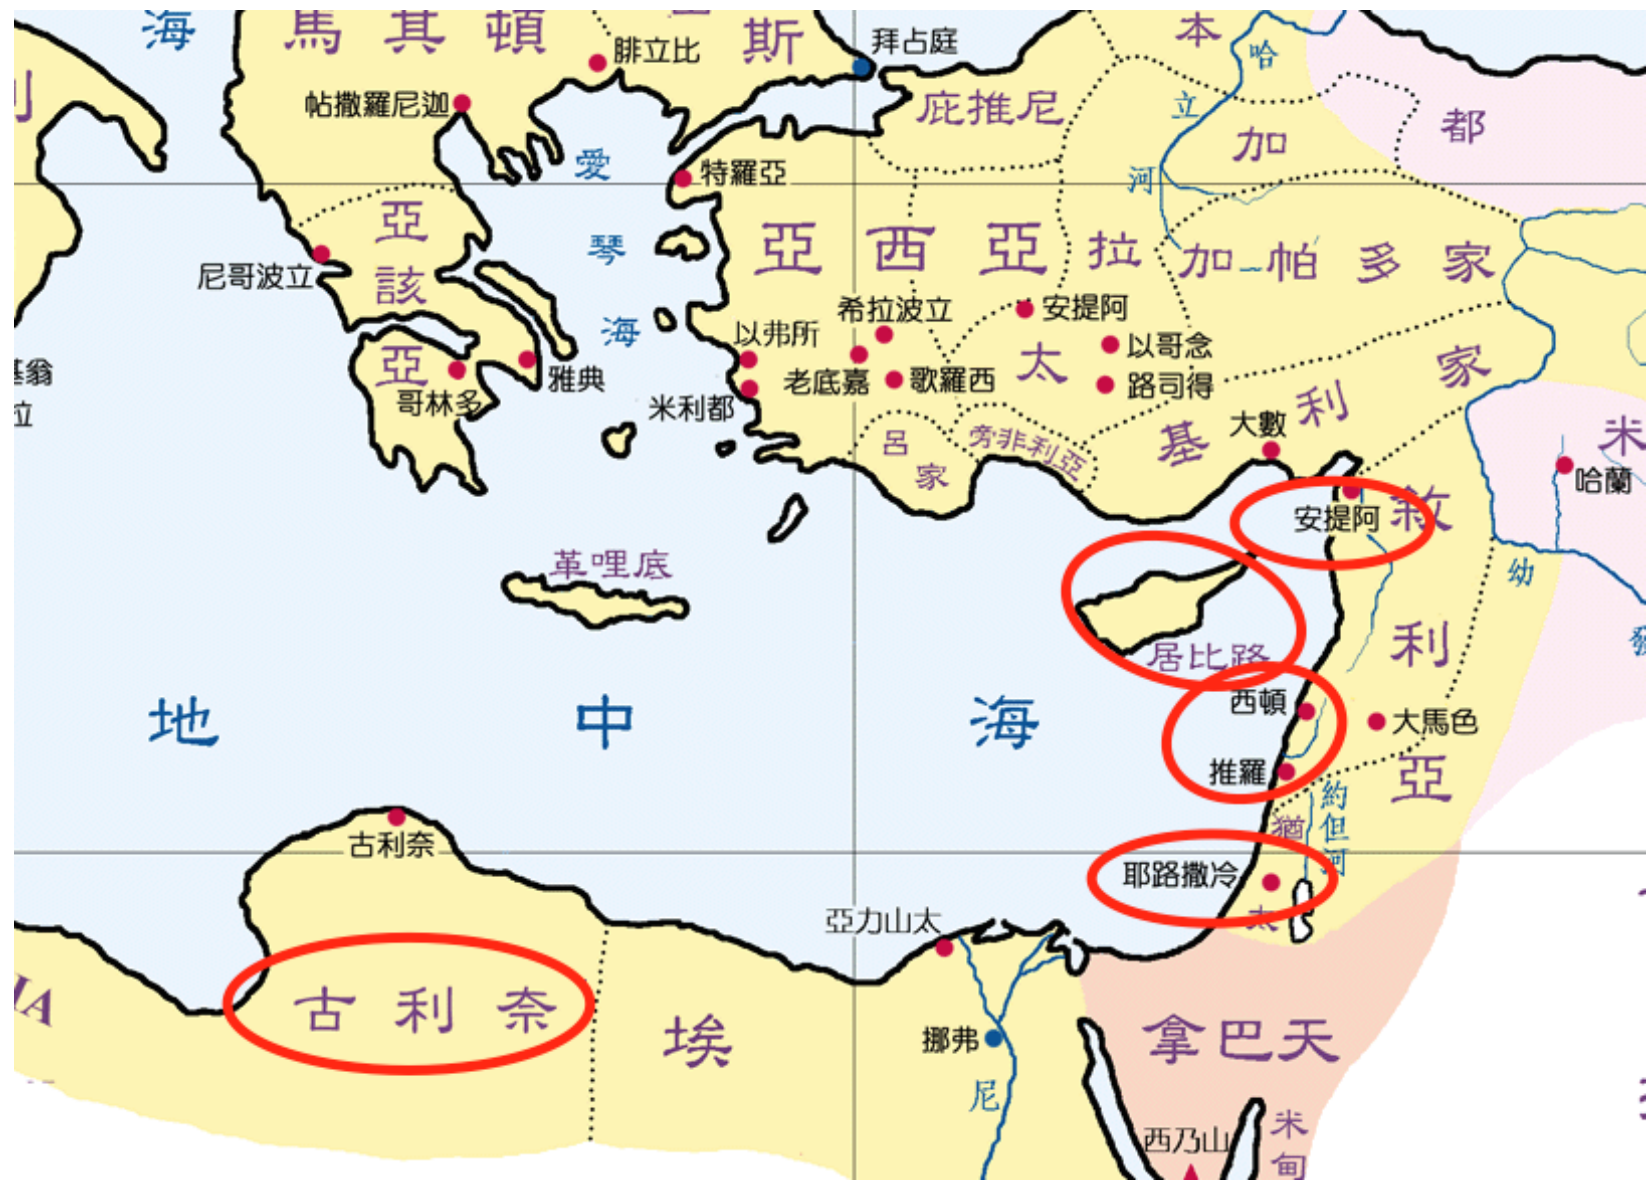 海
馬其頓
斯
本
拜占庭
哈
腓立比
帖撒羅尼迦
立
庇推尼
加
都
愛
特羅亞
河
亞
該
亞
琴
海
亞西亞
拉
太
加帕多家
尼哥波立
希拉波立
安提阿
以弗所
以哥念
老底嘉
歌羅西
路司得
雅典
哥林多
米利都
基利家
大數
呂
家
旁非利亞
米
哈蘭
安提阿
敘
利
亞
革哩底
幼
居比路
地中海
西頓
大馬色
推羅
約
但
河
古利奈
猶
太
耶路撒冷
亞力山太
古利奈
埃
挪弗
尼
拿巴天
西乃山
米
甸